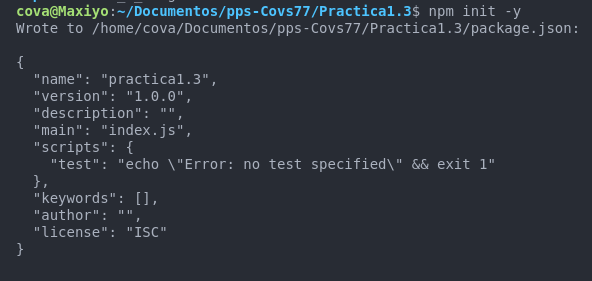 cova@Maxiyo:~/Documentos/pps-Covs77/Practica1.3$ npm init -y
Wrote to /home/cova/Documentos/pps-Covs77/Practica1.3/package.json:
{
  "name": "practica1.3",
  "version": "1.0.0",
  "description": "",
  "main": "index.js",
  "scripts": {
    "test": "echo \"Error: no test specified\" && exit 1"
  },
  "keywords": [],
  "author": "",
  "license": "ISC"
}